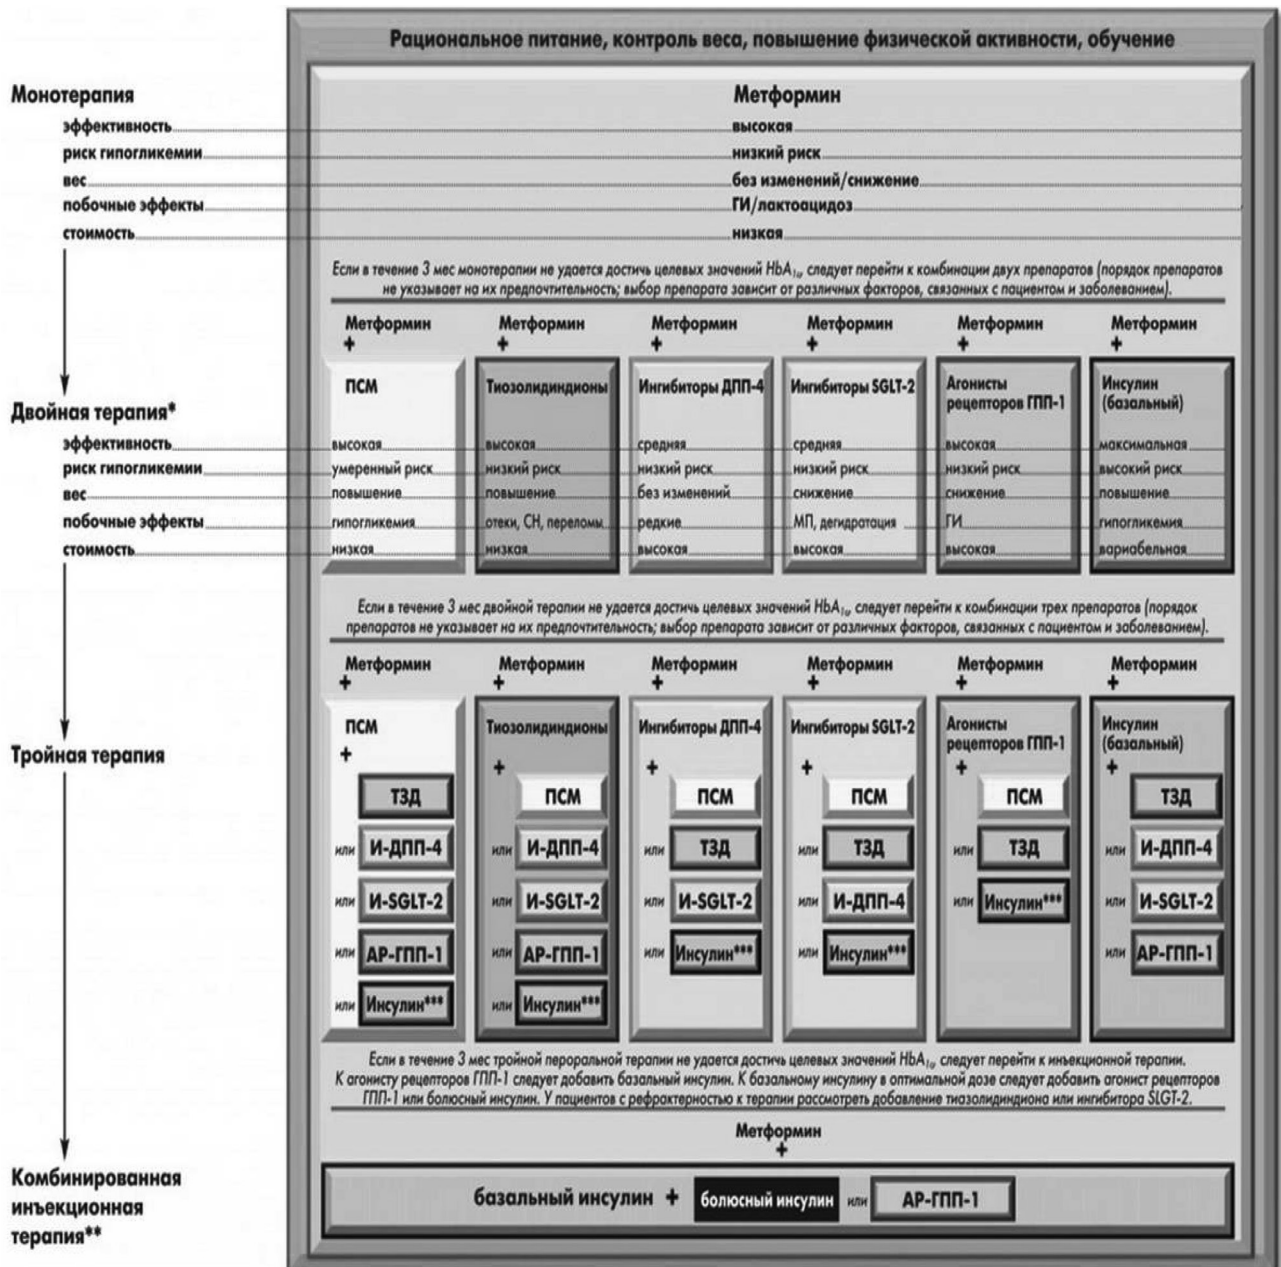 Рациональное питание, контроль веса, повышение физической активности, обучение
Монотерапия Метформин
эффективность высокая
риск гипогликемии низкий риск
вес без изменений/снижение
побочные эффекты ГИ/лактоацидоз
стоимость низкая
Если в течение 3 мес монотерапии не удается достичь целевых значений HbA1c, следует перейти к комбинации двух препаратов (порядок препаратов
не указывает на их предпочтительность; выбор препарата зависит от различных факторов, связанных с пациентом и заболеванием).
Метформин Метформин Метформин Метформин Метформин Метформин
+ + + + + +
ПСМ Тиозолидиндионы Ингибиторы ДПП-4 Ингибиторы SGLT-2 Агонисты Инсулин
рецепторов ГПП-1 (базальный)
Двойная терапия*
эффективность высокая высокая средняя средняя высокая максимальная
риск гипогликемии умеренный риск низкий риск низкий риск низкий риск низкий риск высокий риск
вес повышение повышение без изменений снижение снижение повышение
побочные эффекты гипогликемия отеки, СН, переломы редкие МП, дегидратация ГИ гипогликемия
стоимость низкая низкая высокая высокая высокая вариабельная
Если в течение 3 мес двойной терапии не удается достичь целевых значений HbA1c, следует перейти к комбинации трех препаратов (порядок
препаратов не указывает на их предпочтительность; выбор препарата зависит от различных факторов, связанных с пациентом и заболеванием).
Метформин Метформин Метформин Метформин Метформин Метформин
+ + + + + +
ПСМ Тиозолидиндионы Ингибиторы ДПП-4 Ингибиторы SGLT-2 Агонисты Инсулин
рецепторов ГПП-1 (базальный)
Тройная терапия
+ + + + + +
ТЗД ПСМ ПСМ ПСМ ПСМ ТЗД
или И-ДПП-4 или И-ДПП-4 или ТЗД или ТЗД или ТЗД или И-ДПП-4
или И-SGLT-2 или И-SGLT-2 или И-SGLT-2 или И-ДПП-4 или Инсулин*** или И-SGLT-2
или АР-ГПП-1 или АР-ГПП-1 или Инсулин*** или Инсулин*** или АР-ГПП-1
или Инсулин*** или Инсулин***
Если в течение 3 мес тройной пероральной терапии не удается достичь целевых значений HbA1c, следует перейти к инъекционной терапии.
К агонисту рецепторов ГПП-1 следует добавить базальный инсулин. К базальному инсулину в оптимальной дозе следует добавить агонист рецепторов
ГПП-1 или болюсный инсулин. У пациентов с рефрактерностью к терапии рассмотреть добавление тиазолидиндиона или ингибитора SLGT-2.
Метформин
+
Комбинированная
инъекционная
терапия**
базальный инсулин + болюсный инсулин или АР-ГПП-1